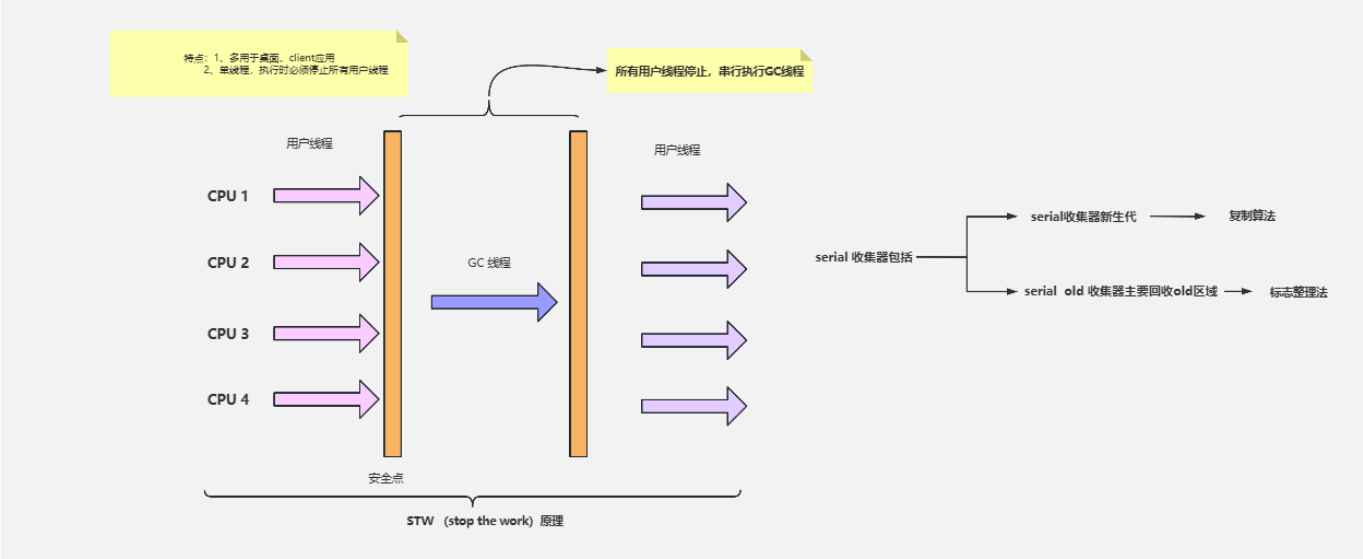 特点：1、多用于桌面、client应用
2、单线程，执行时必须停止所有用户线程
所有用户线程停止，串行执行GC线程
用户线程
用户线程
CPU 1
CPU 2
CPU 3
CPU 4
GC 线程
安全点
STW （stop the work）原理
serial 收集器包括
serial收集器新生代
复制算法
serial old 收集器主要回收old区域
标志整理法